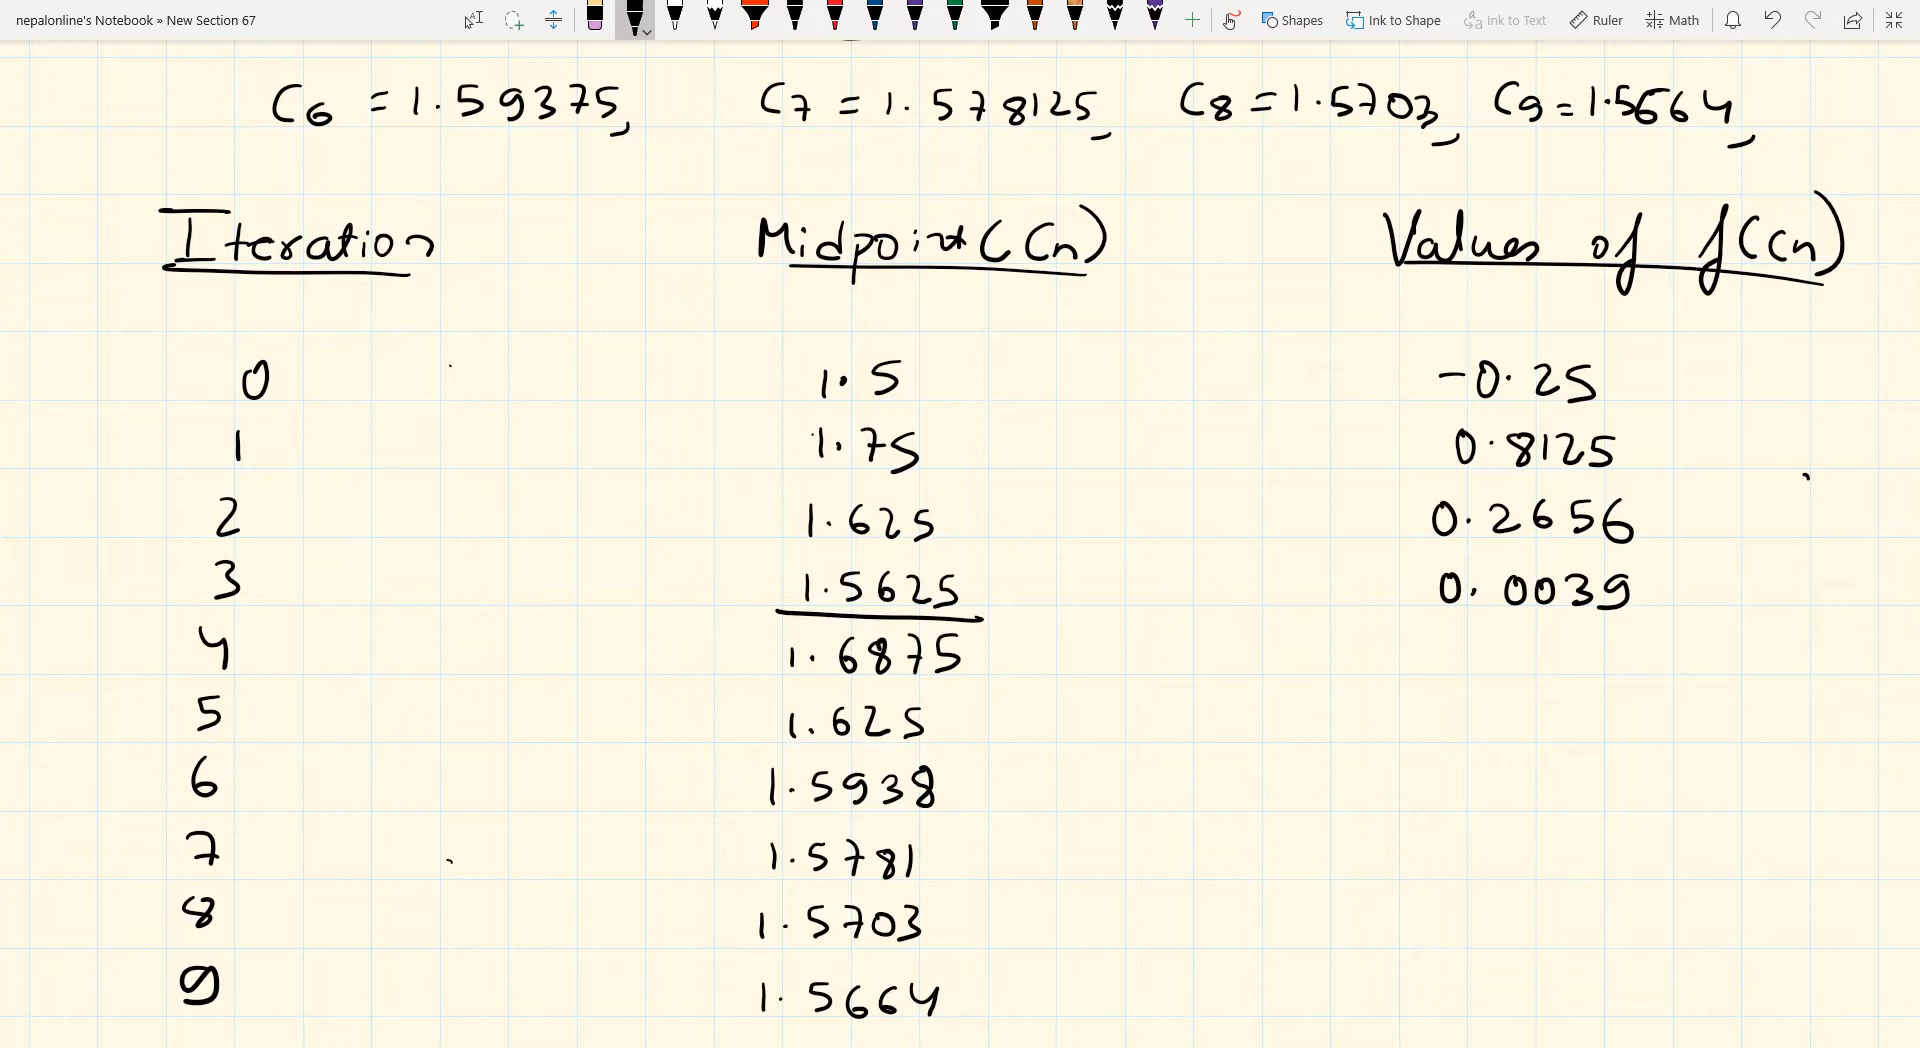 nepalonline's Notebook » New Section 67
Shapes Ink to Shape Ink to Text Ruler Math
C6 = 1.59375, C7 = 1.578125, C8 = 1.5703, C9 = 1.5664,
Iteration Midpoint (Cn) Values of f(Cn)
0 1.5 -0.25
1 1.75 0.8125
2 1.625 0.2656
3 1.5625 0.0039
4 1.6875
5 1.625
6 1.5938
7 1.5781
8 1.5703
9 1.5664